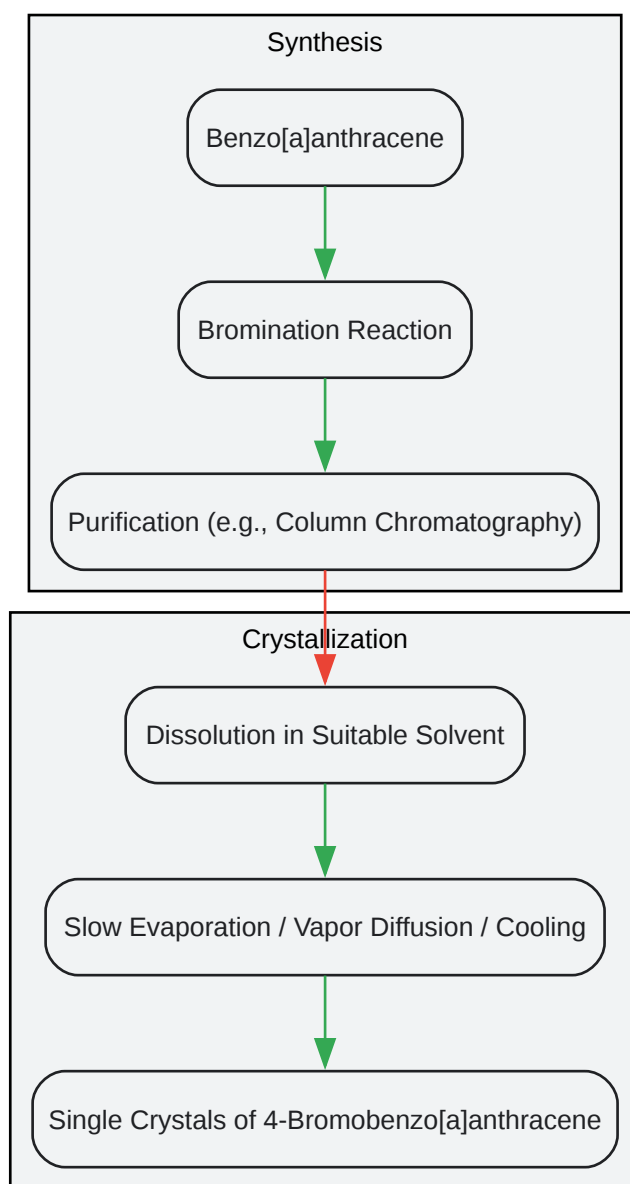 Synthesis
Benzo[a]anthracene
Bromination Reaction
Purification (e.g., Column Chromatography)
Crystallization
Dissolution in Suitable Solvent
Slow Evaporation / Vapor Diffusion / Cooling
Single Crystals of 4-Bromobenzo[a]anthracene